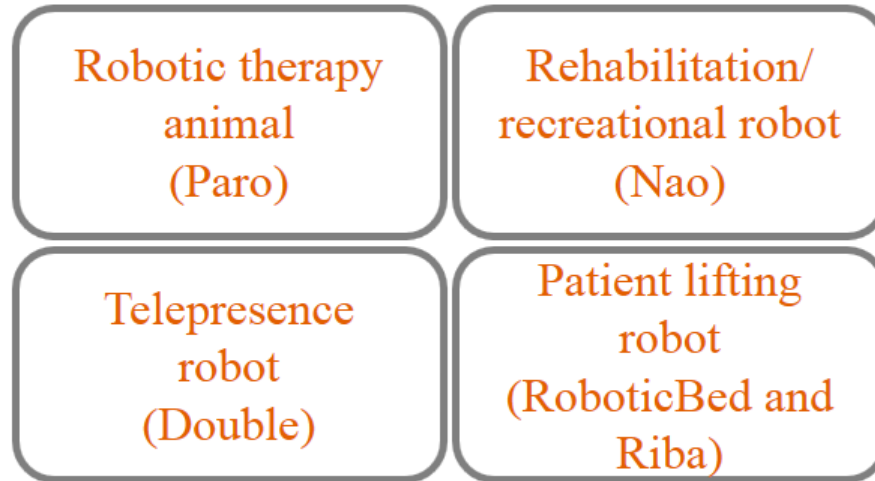 Robotic therapy
animal
(Paro)
Rehabilitation/
recreational robot
(Nao)
Telepresence
robot
(Double)
Patient lifting
robot
(RoboticBed and
Riba)